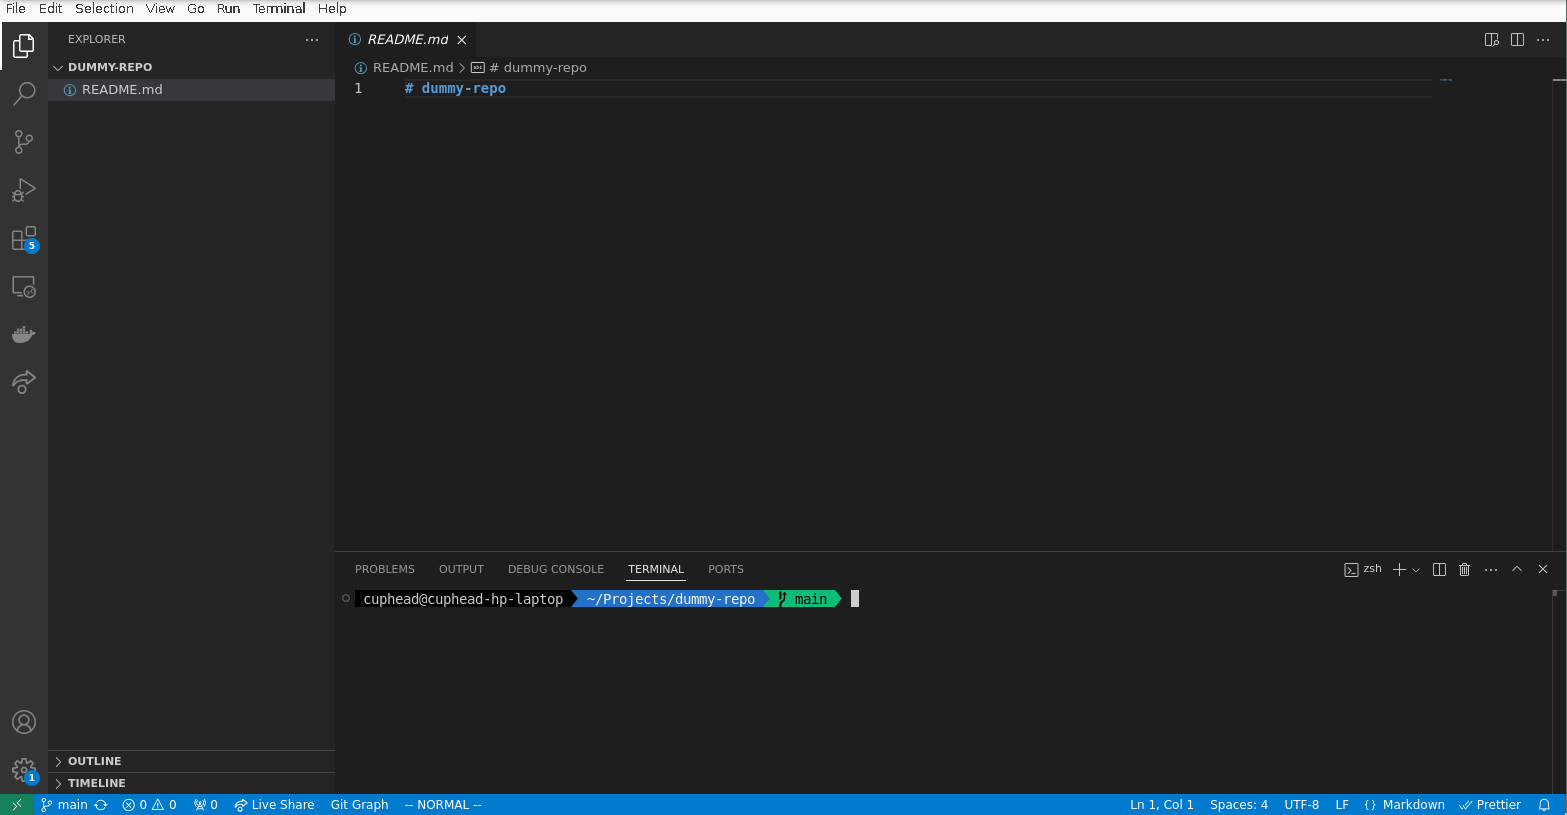 File Edit Selection View Go Run Terminal Help
EXPLORER
DUMMY-REPO
README.md
5
OUTLINE
TIMELINE
1
README.md
README.md > # dummy-repo
1 # dummy-repo
PROBLEMS OUTPUT DEBUG CONSOLE TERMINAL PORTS
zsh
cuphead@cuphead-hp-laptop ~/Projects/dummy-repo main
main 0 0 0 Live Share Git Graph -- NORMAL -- Ln 1, Col 1 Spaces: 4 UTF-8 LF {} Markdown Prettier